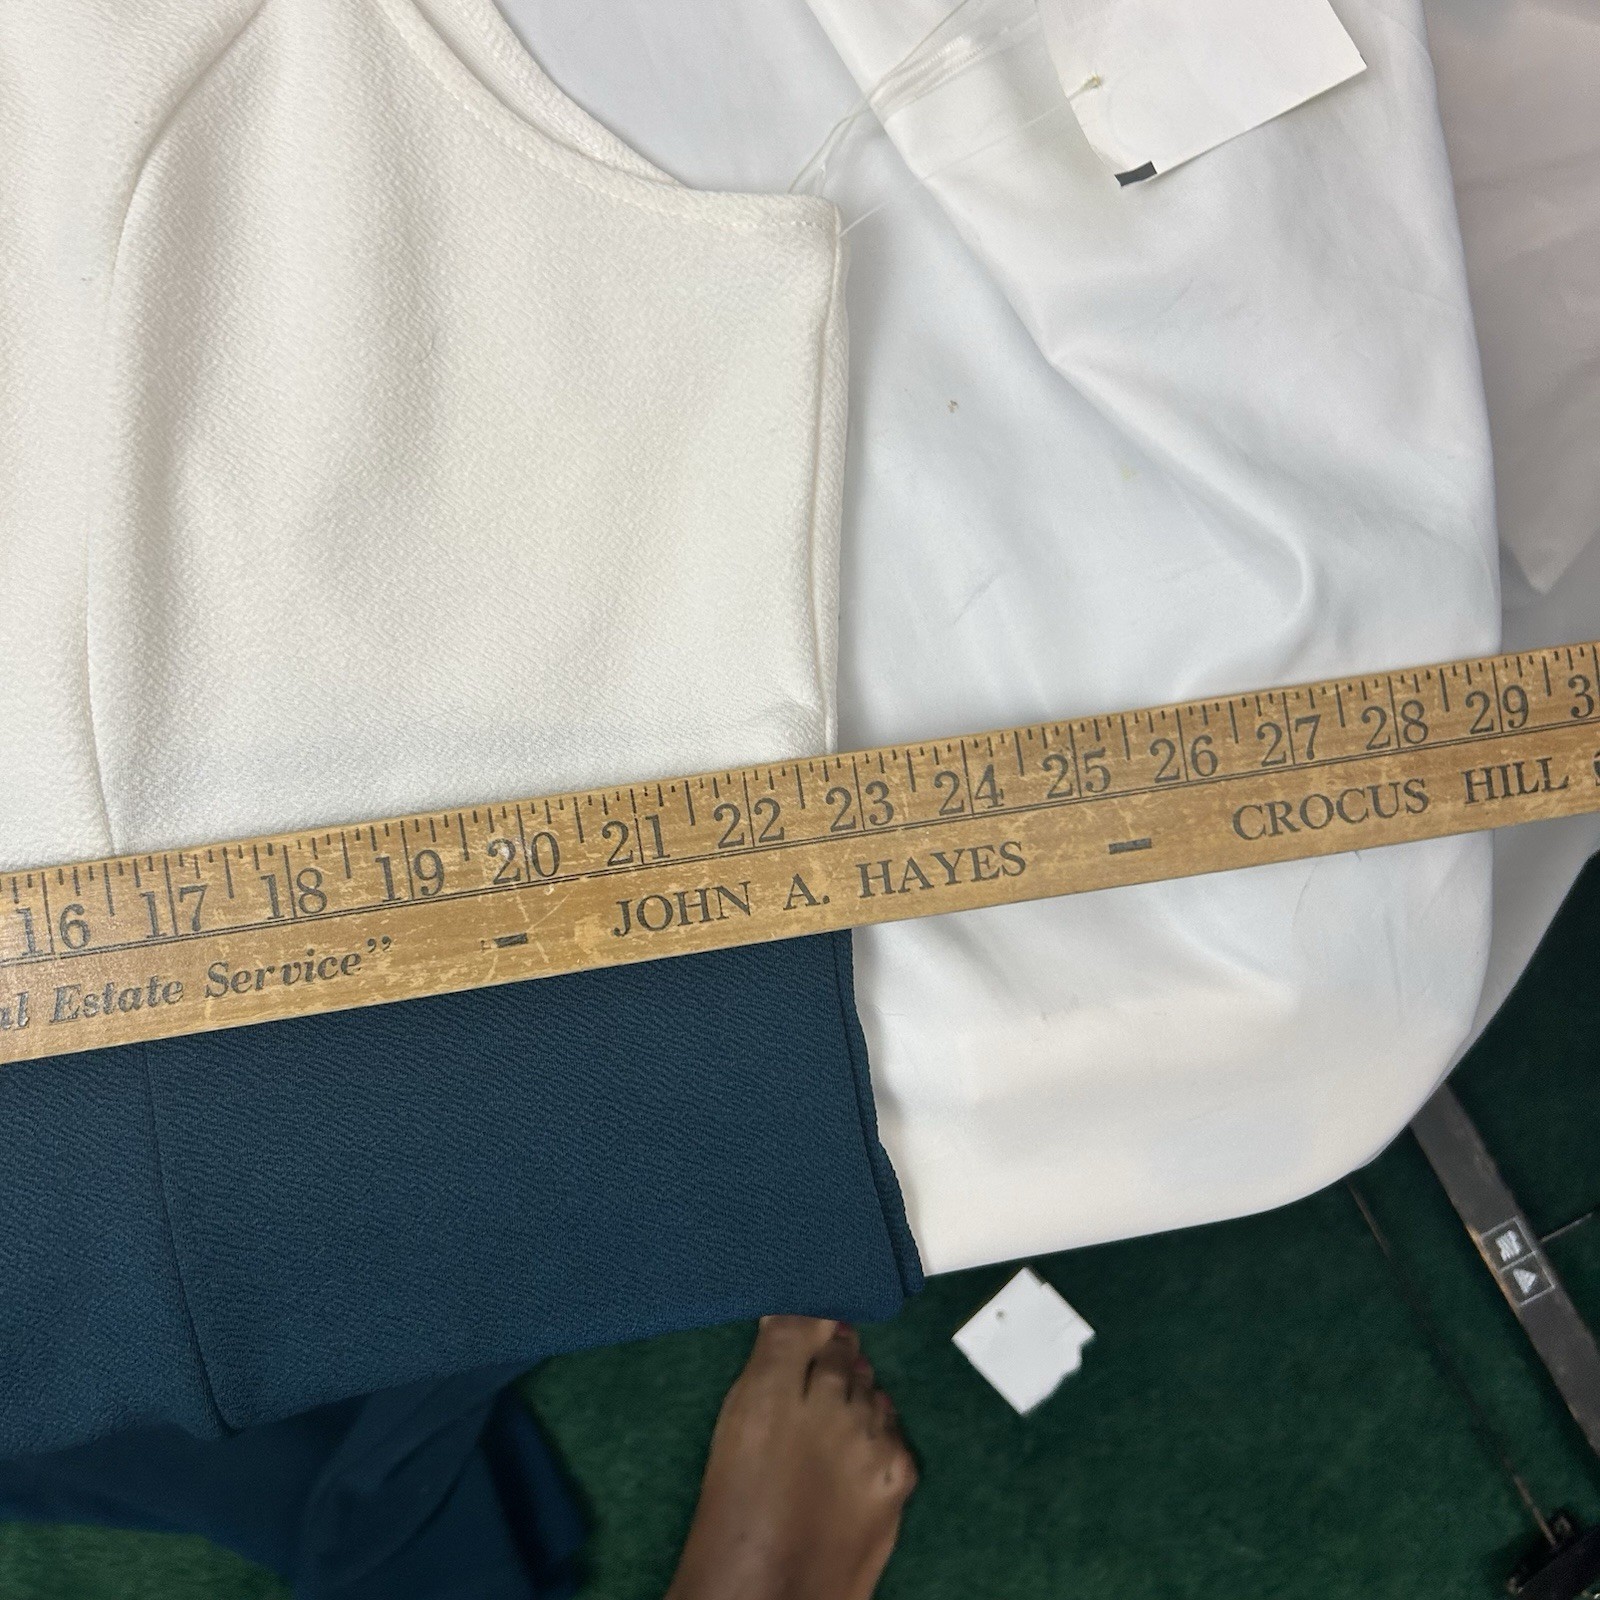 16 17 18 19 20 21 22 23 24 25 26 27 28 29 3
Estate Service” - JOHN A. HAYES - CROCUS HILL